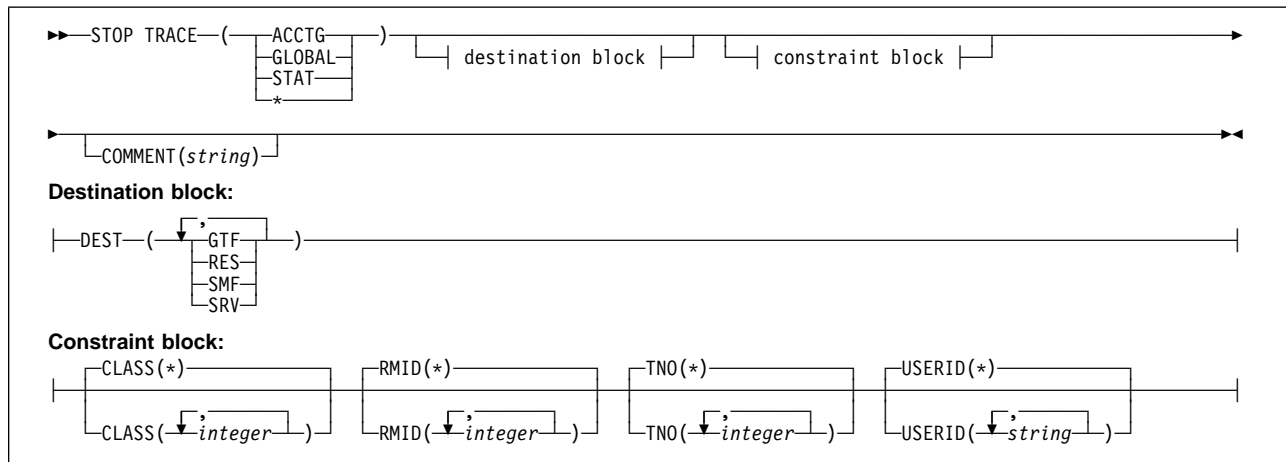 STOP TRACE ( ACCTG ) destination block constraint block
GLOBAL
STAT
*
COMMENT(string)
Destination block:
,
DEST ( GTF )
RES
SMF
SRV
Constraint block:
CLASS(*) RMID(*) TNO(*) USERID(*)
, , , ,
CLASS( integer ) RMID( integer ) TNO( integer ) USERID( string )